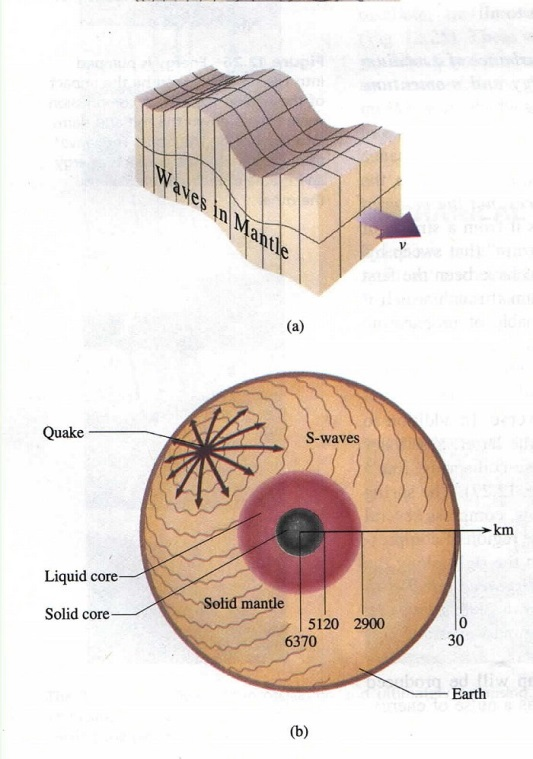 Waves in Mantle
v
(a)
Quake
S-waves
km
Liquid core
Solid core
Solid mantle
5120
2900
0
6370
30
Earth
(b)